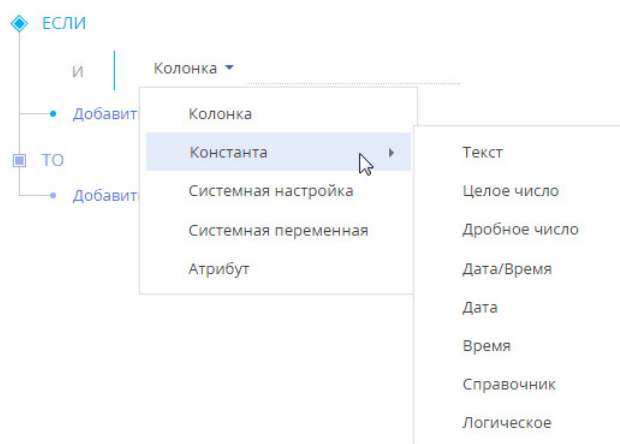 ЕСЛИ
И
Колонка
Добавить
Колонка
Константа
Текст
ТО
Добавит
Системная настройка
Целое число
Системная переменная
Дробное число
Атрибут
Дата/Время
Дата
Время
Справочник
Логическое